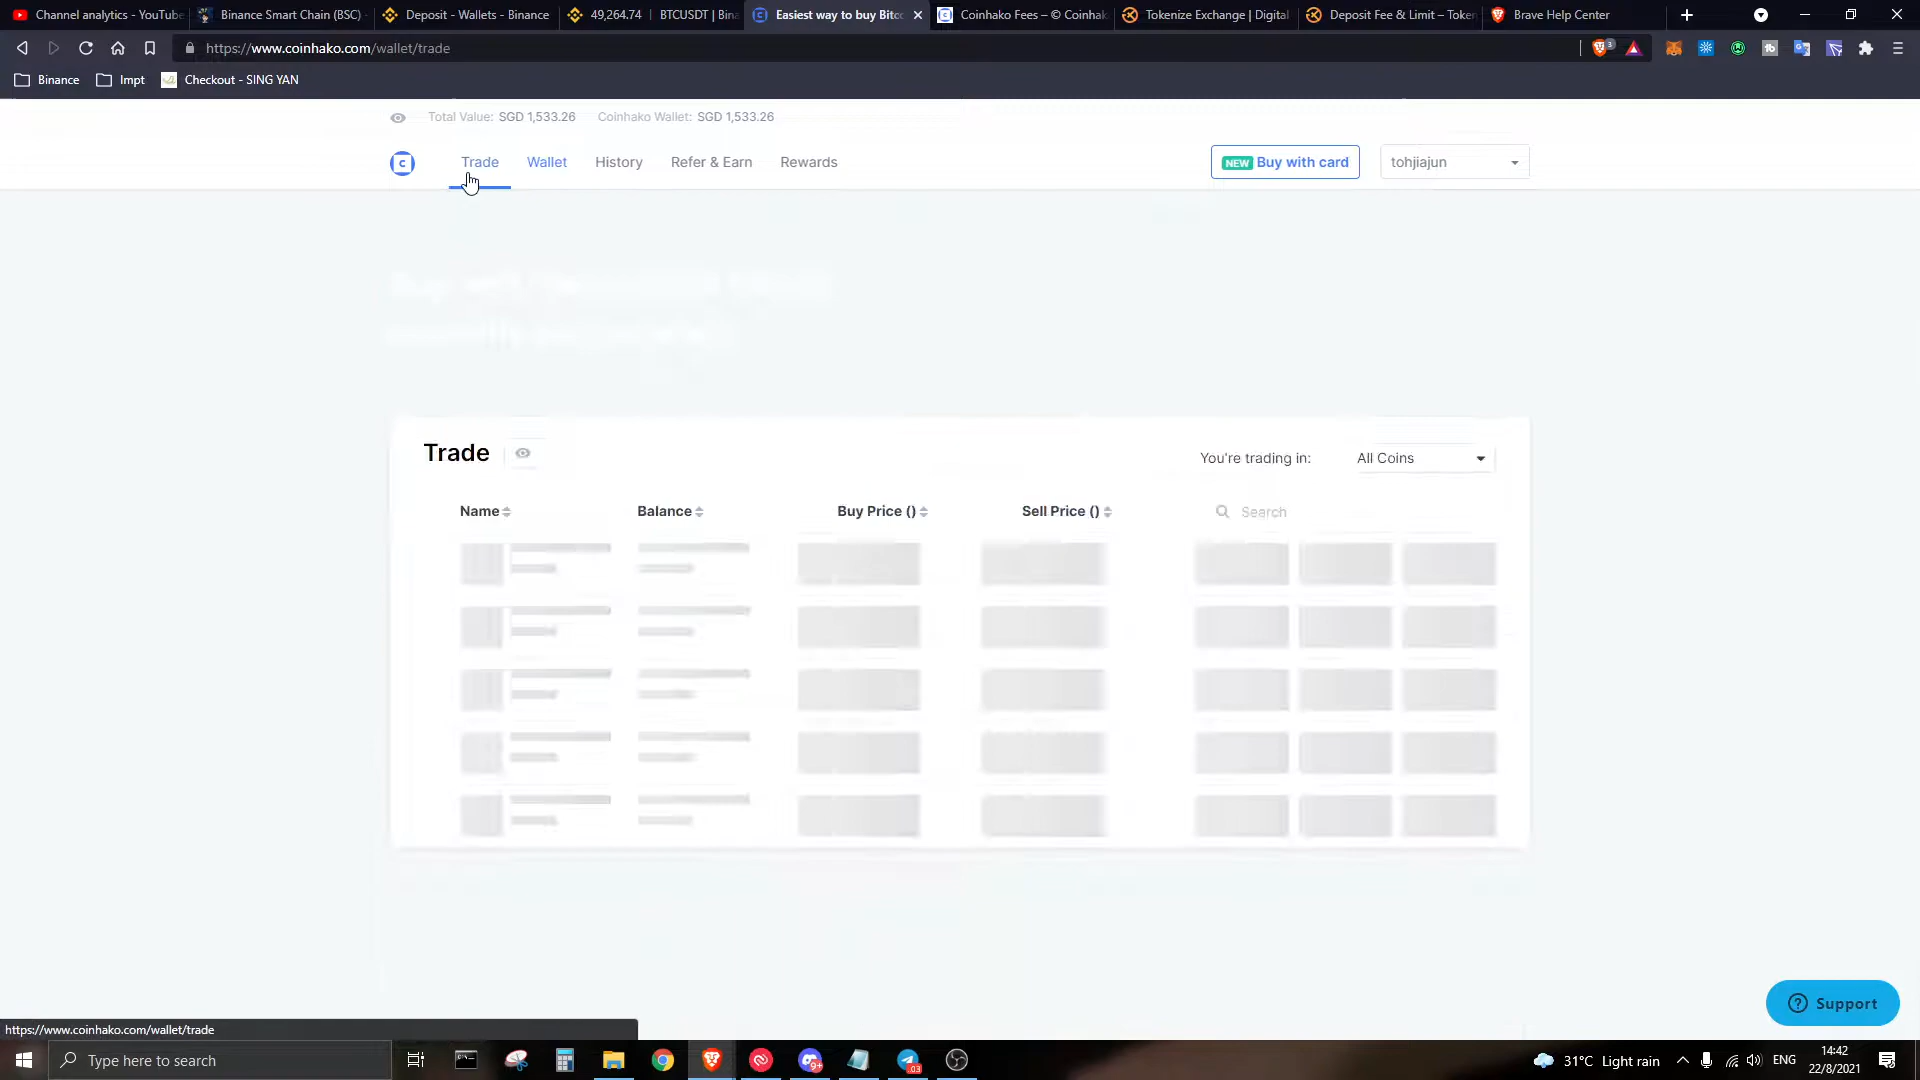 Channel analytics - YouTube
Binance Smart Chain (BSC)
Deposit - Wallets - Binance
49,264.74 | BTCUSDT | Bina
Easiest way to buy Bitco
Coinhako Fees – © Coinhak
Tokenize Exchange | Digital
Deposit Fee & Limit – Token
Brave Help Center
https://www.coinhako.com/wallet/trade
3
Binance
Impt
Checkout - SING YAN
Total Value: SGD 1,533.26
Coinhako Wallet: SGD 1,533.26
Trade
Wallet
History
Refer & Earn
Rewards
NEW Buy with card
tohjiajun
Trade
You're trading in:
All Coins
Name
Balance
Buy Price ()
Sell Price ()
Search
Support
https://www.coinhako.com/wallet/trade
Type here to search
31°C Light rain
ENG
14:42
22/8/2021